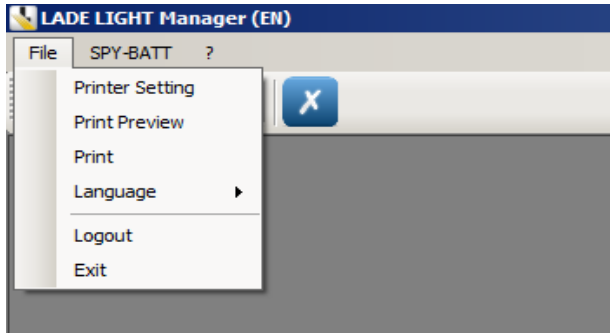 LADE LIGHT Manager (EN)
File SPY-BATT ?
Printer Setting
Print Preview
Print
Language
Logout
Exit